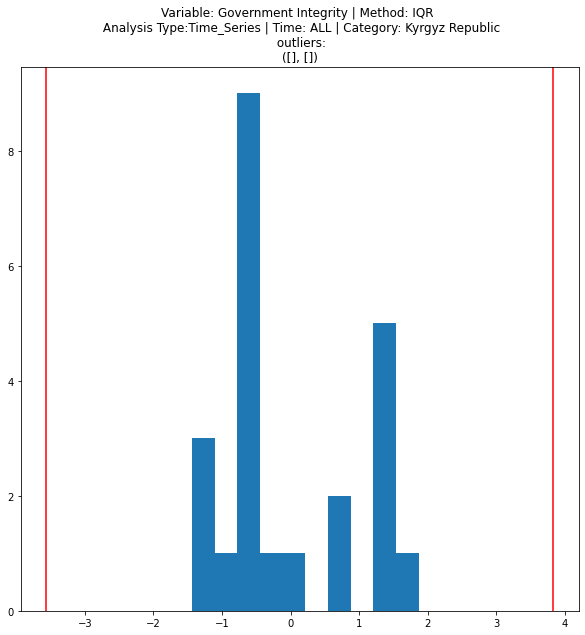 Variable: Government Integrity | Method: IQR
Analysis Type:Time_Series | Time: ALL | Category: Kyrgyz Republic
outliers:
([], [])
8
6
4
2
0
−3 −2 −1 0 1 2 3 4